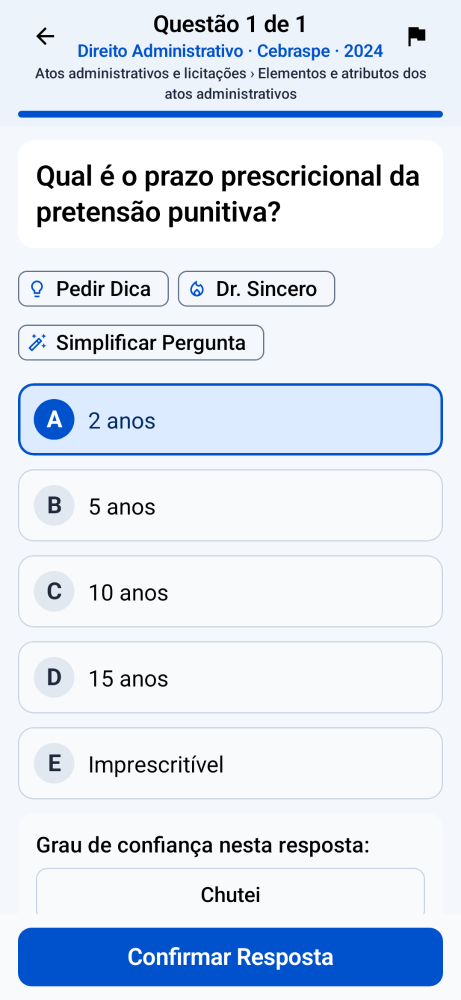 Questão 1 de 1
Direito Administrativo · Cebraspe · 2024
Atos administrativos e licitações › Elementos e atributos dos
atos administrativos
Qual é o prazo prescricional da
pretensão punitiva?
Pedir Dica
Dr. Sincero
Simplificar Pergunta
A 2 anos
B 5 anos
C 10 anos
D 15 anos
E Imprescritível
Grau de confiança nesta resposta:
Chutei
Confirmar Resposta